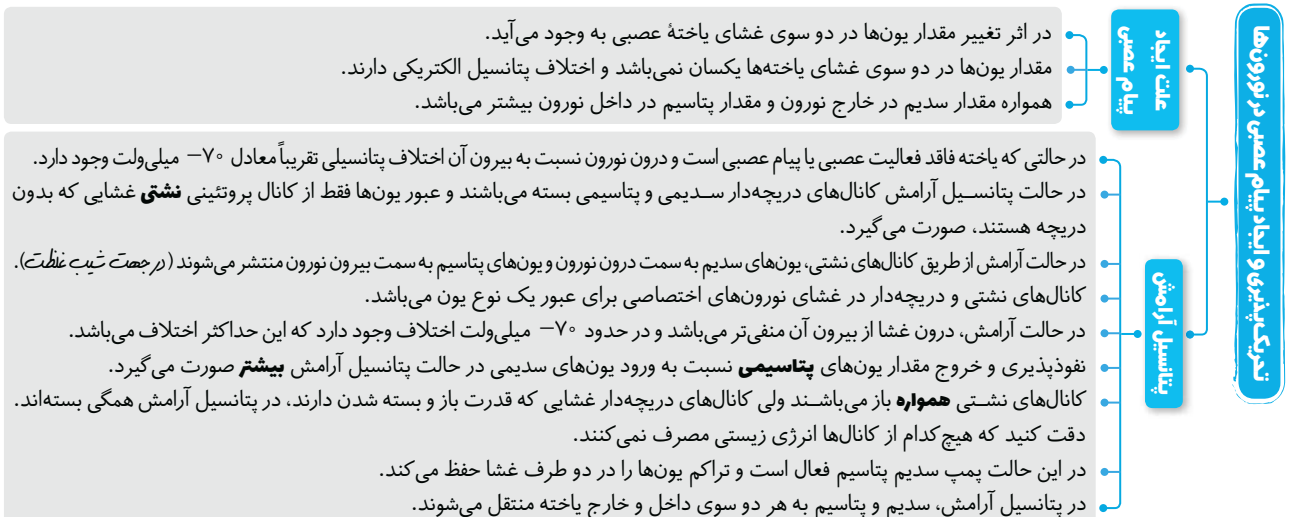 تحریک‌پذیری و ایجاد پیام عصبی در نورون‌ها
علت ایجاد
پیام عصبی
در اثر تغییر مقدار یون‌ها در دو سوی غشای یاختهٔ عصبی به وجود می‌آید.
مقدار یون‌ها در دو سوی غشای یاخته‌ها یکسان نمی‌باشد و اختلاف پتانسیل الکتریکی دارند.
همواره مقدار سدیم در خارج نورون و مقدار پتاسیم در داخل نورون بیشتر می‌باشد.
پتانسیل آرامش
در حالتی که یاخته فاقد فعالیت عصبی یا پیام عصبی است و درون نورون نسبت به بیرون آن اختلاف پتانسیلی تقریباً معادل ۷۰− میلی‌ولت وجود دارد.
در حالت پتانسیل آرامش کانال‌های دریچه‌دار سدیمی و پتاسیمی بسته می‌باشند و عبور یون‌ها فقط از کانال پروتئینی نشتی غشایی که بدون
دریچه هستند، صورت می‌گیرد.
در حالت آرامش از طریق کانال‌های نشتی، یون‌های سدیم به سمت درون نورون و یون‌های پتاسیم به سمت بیرون نورون منتشر می‌شوند (در جهت شیب غلظت).
کانال‌های نشتی و دریچه‌دار در غشای نورون‌های اختصاصی برای عبور یک نوع یون می‌باشد.
در حالت آرامش، درون غشا از بیرون آن منفی‌تر می‌باشد و در حدود ۷۰− میلی‌ولت اختلاف وجود دارد که این حداکثر اختلاف می‌باشد.
نفوذپذیری و خروج مقدار یون‌های پتاسیمی نسبت به ورود یون‌های سدیمی در حالت پتانسیل آرامش بیشتر صورت می‌گیرد.
کانال‌های نشتی همواره باز می‌باشند ولی کانال‌های دریچه‌دار غشایی که قدرت باز و بسته شدن دارند، در پتانسیل آرامش همگی بسته‌اند.
دقت کنید که هیچ‌کدام از کانال‌ها انرژی زیستی مصرف نمی‌کنند.
در این حالت پمپ سدیم پتاسیم فعال است و تراکم یون‌ها را در دو طرف غشا حفظ می‌کند.
در پتانسیل آرامش، سدیم و پتاسیم به هر دو سوی داخل و خارج یاخته منتقل می‌شوند.